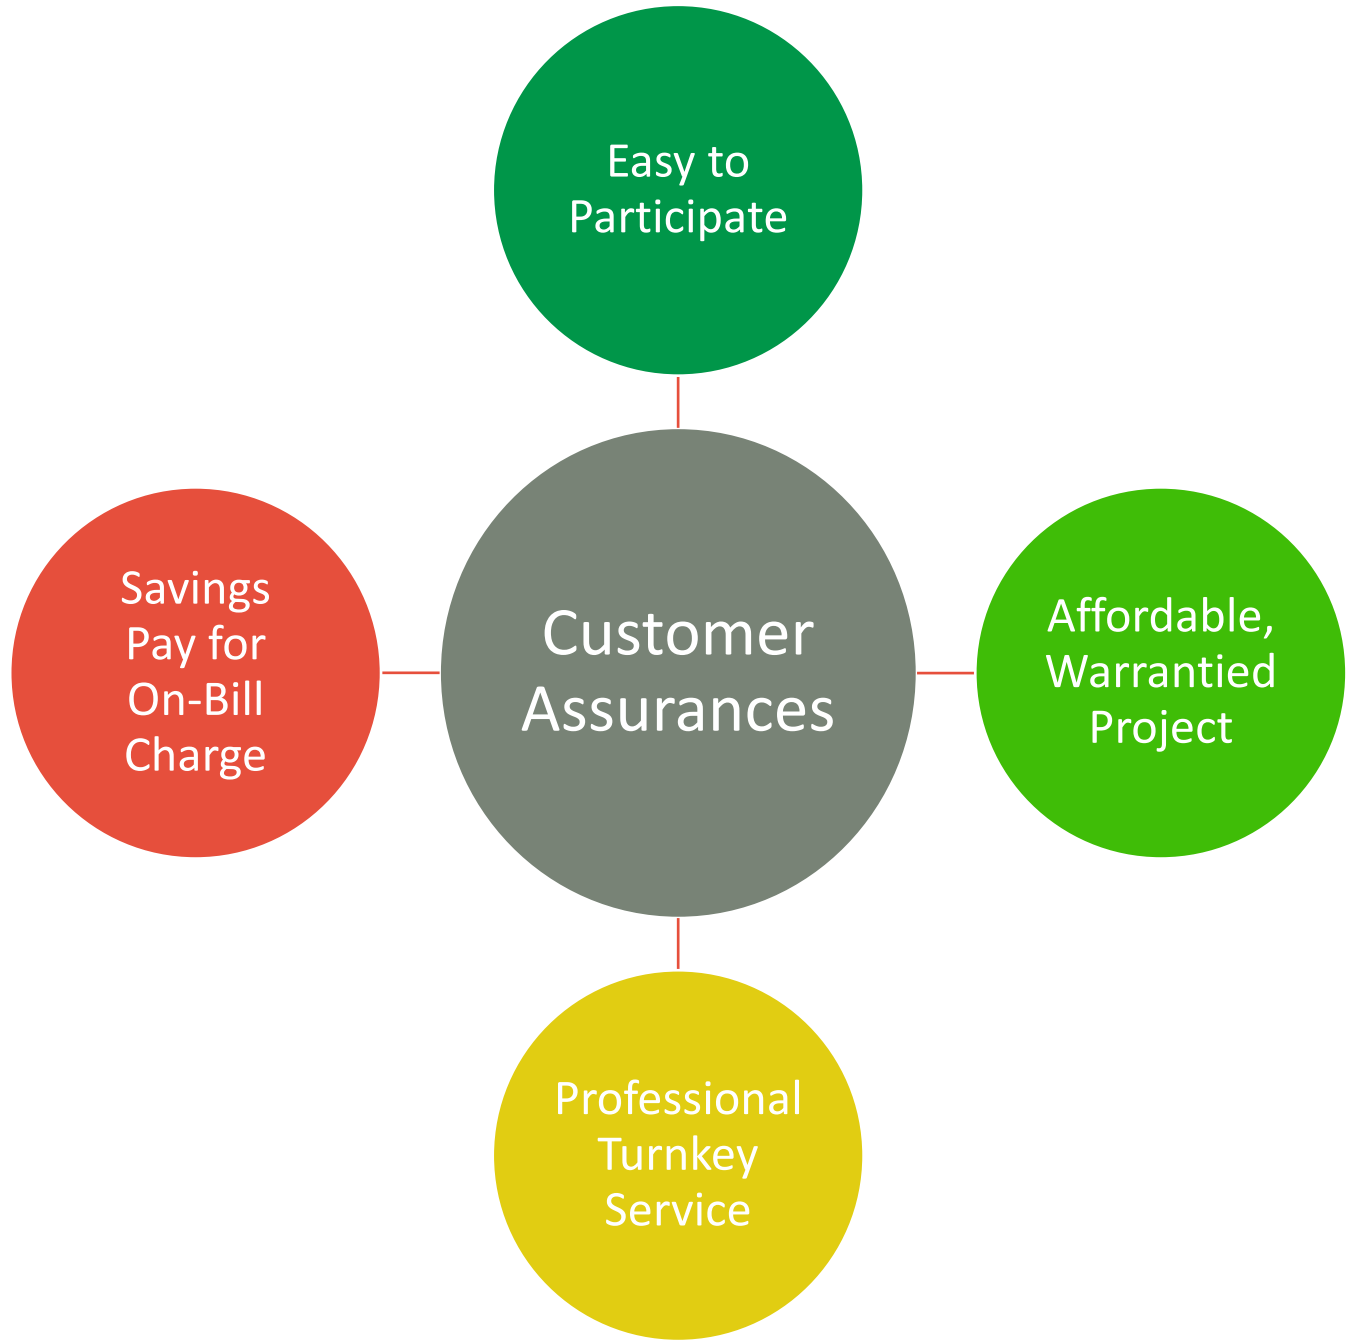 Easy to
Participate
Savings
Pay for
On-Bill
Charge
Customer
Assurances
Affordable,
Warrantied
Project
Professional
Turnkey
Service